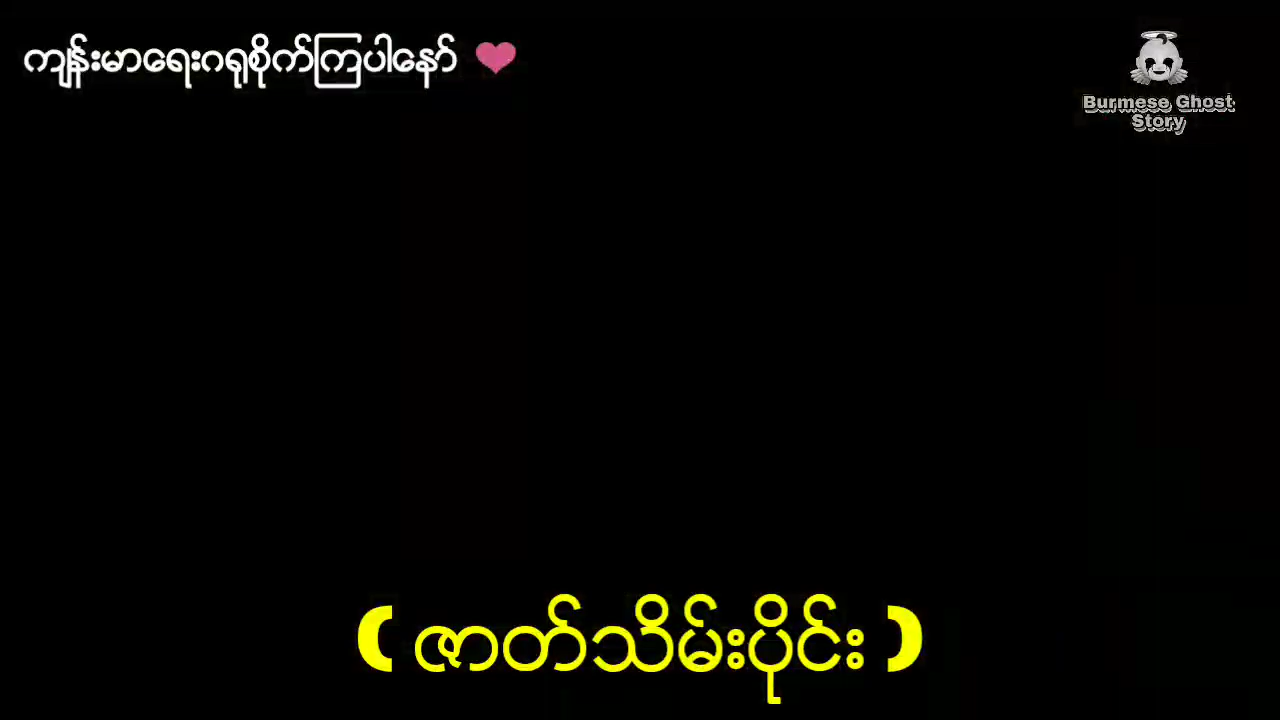 ကျန်းမာရေးဂရုစိုက်ကြပါနော် ❤
Burmese Ghost
Story
( ဇာတ်သိမ်းပိုင်း )